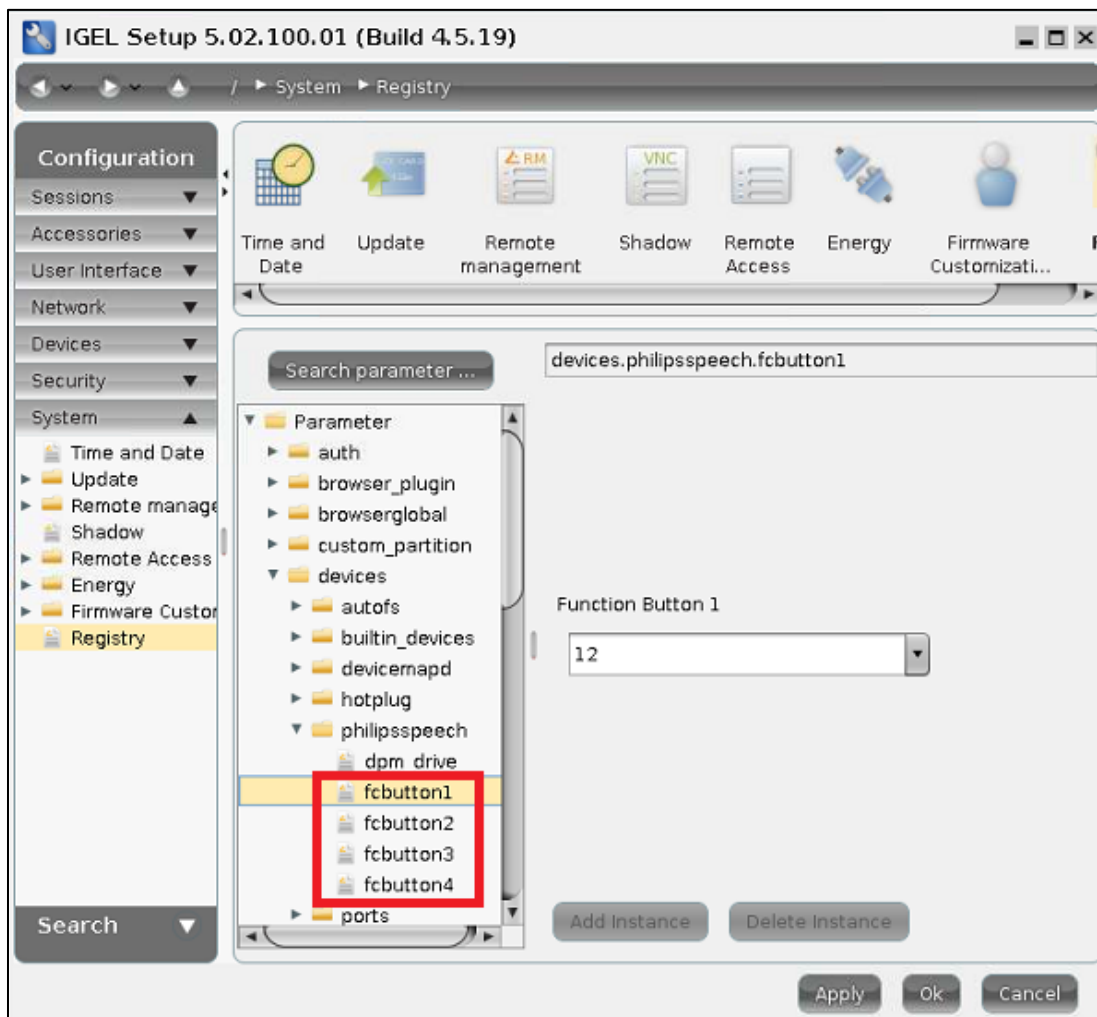 IGEL Setup 5.02.100.01 (Build 4.5.19)
/ System Registry
Configuration
Sessions
Accessories
User Interface
Network
Devices
Security
System
Time and Date
Update
Remote manage
Shadow
Remote Access
Energy
Firmware Custor
Registry
Search
Time and
Date
Update
Remote
management
Shadow
Remote
Access
Energy
Firmware
Customizati...
RM
VNC
Search parameter ...
devices.philipsspeech.fcbutton1
Parameter
auth
browser_plugin
browserglobal
custom_partition
devices
autofs
builtin_devices
devicemapd
hotplug
philipsspeech
dpm_drive
fcbutton1
fcbutton2
fcbutton3
fcbutton4
ports
Function Button 1
12
Add Instance Delete Instance
Apply Ok Cancel